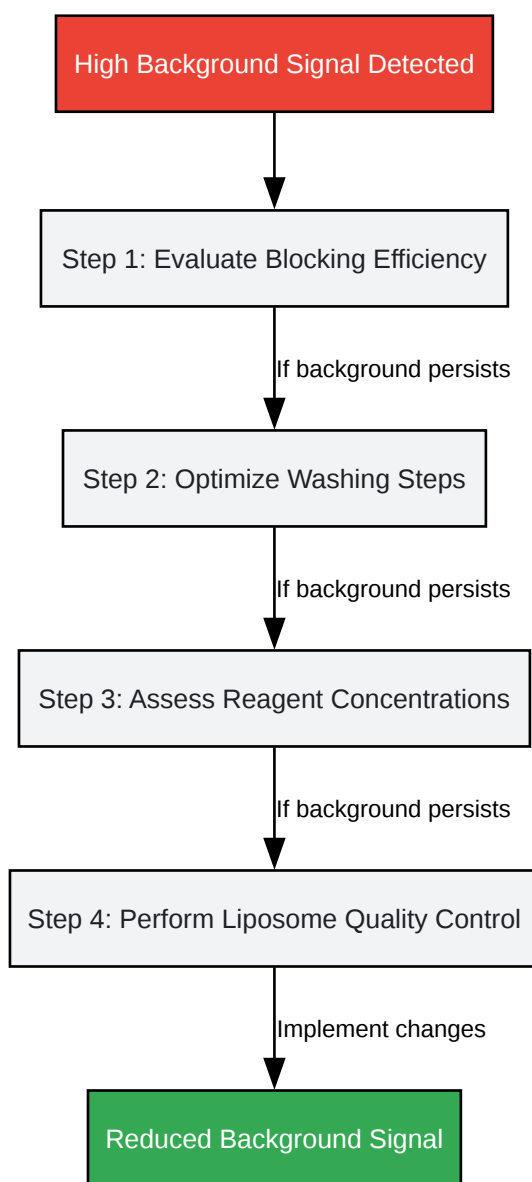 High Background Signal Detected
Step 1: Evaluate Blocking Efficiency
If background persists
Step 2: Optimize Washing Steps
If background persists
Step 3: Assess Reagent Concentrations
If background persists
Step 4: Perform Liposome Quality Control
Implement changes
Reduced Background Signal